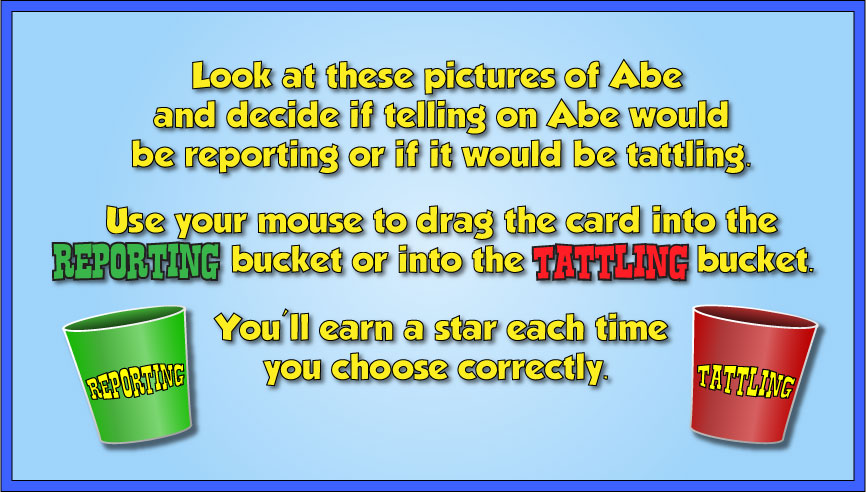 Look at these pictures of Abe
and decide if telling on Abe would
be reporting or if it would be tattling.
Use your mouse to drag the card into the
REPORTING bucket or into the TATTLING bucket.
You'll earn a star each time
you choose correctly.
REPORTING
TATTLING